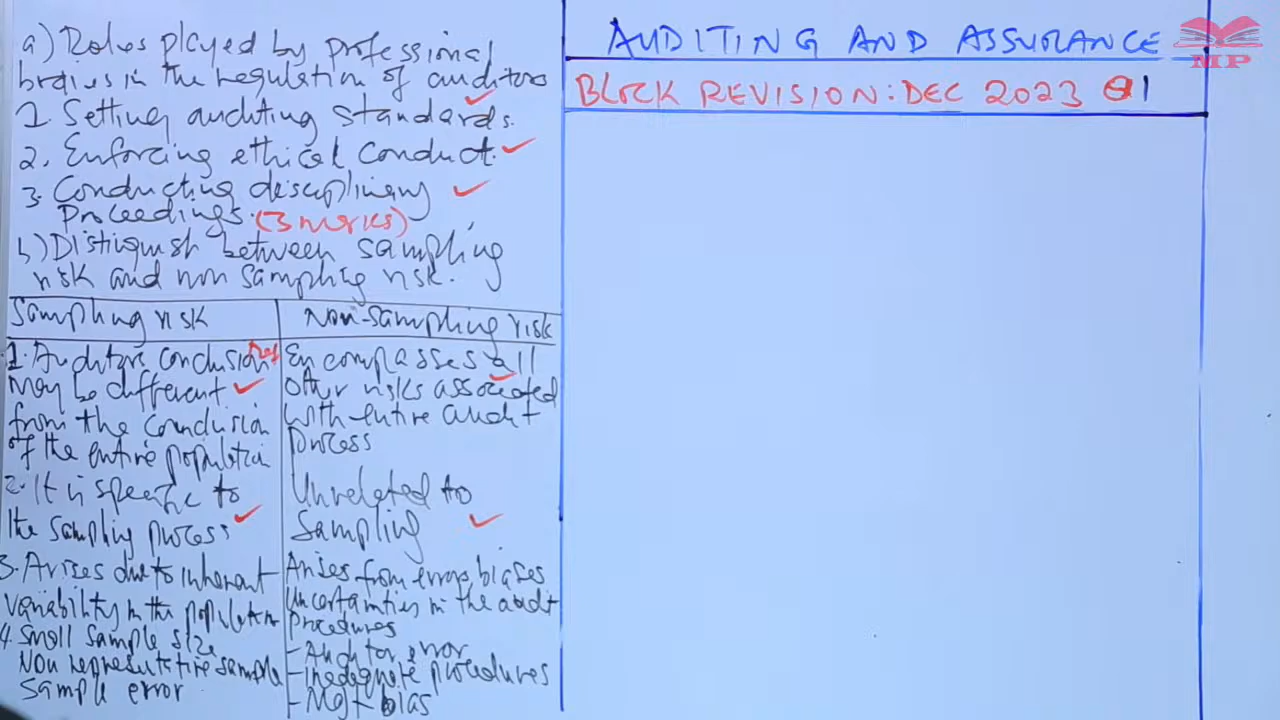 a) Roles played by professional
bodies in the regulation of auditors
1. Setting auditing standards.
2. Enforcing ethical conduct.
3. Conducting disciplinary
Proceedings. (3 marks)
b) Distinguish between sampling
risk and non sampling risk.
Sampling risk
1. Auditors conclusion
may be different
from the conclusion
of the entire population
2. It is specific to
the sampling process
3. Arises due to inherent
variability in the population
4. Small sample size
Non representative sample
Sample error
Non-sampling risk
Encompasses all
other risks associated
with entire audit
process
Unrelated to
Sampling
Arises from errors, biases
uncertainties in the audit
procedures
- Auditor error
- inadequate procedures
- Mgt bias
AUDITING AND ASSURANCE
BLOCK REVISION: DEC 2023 Q1
MP